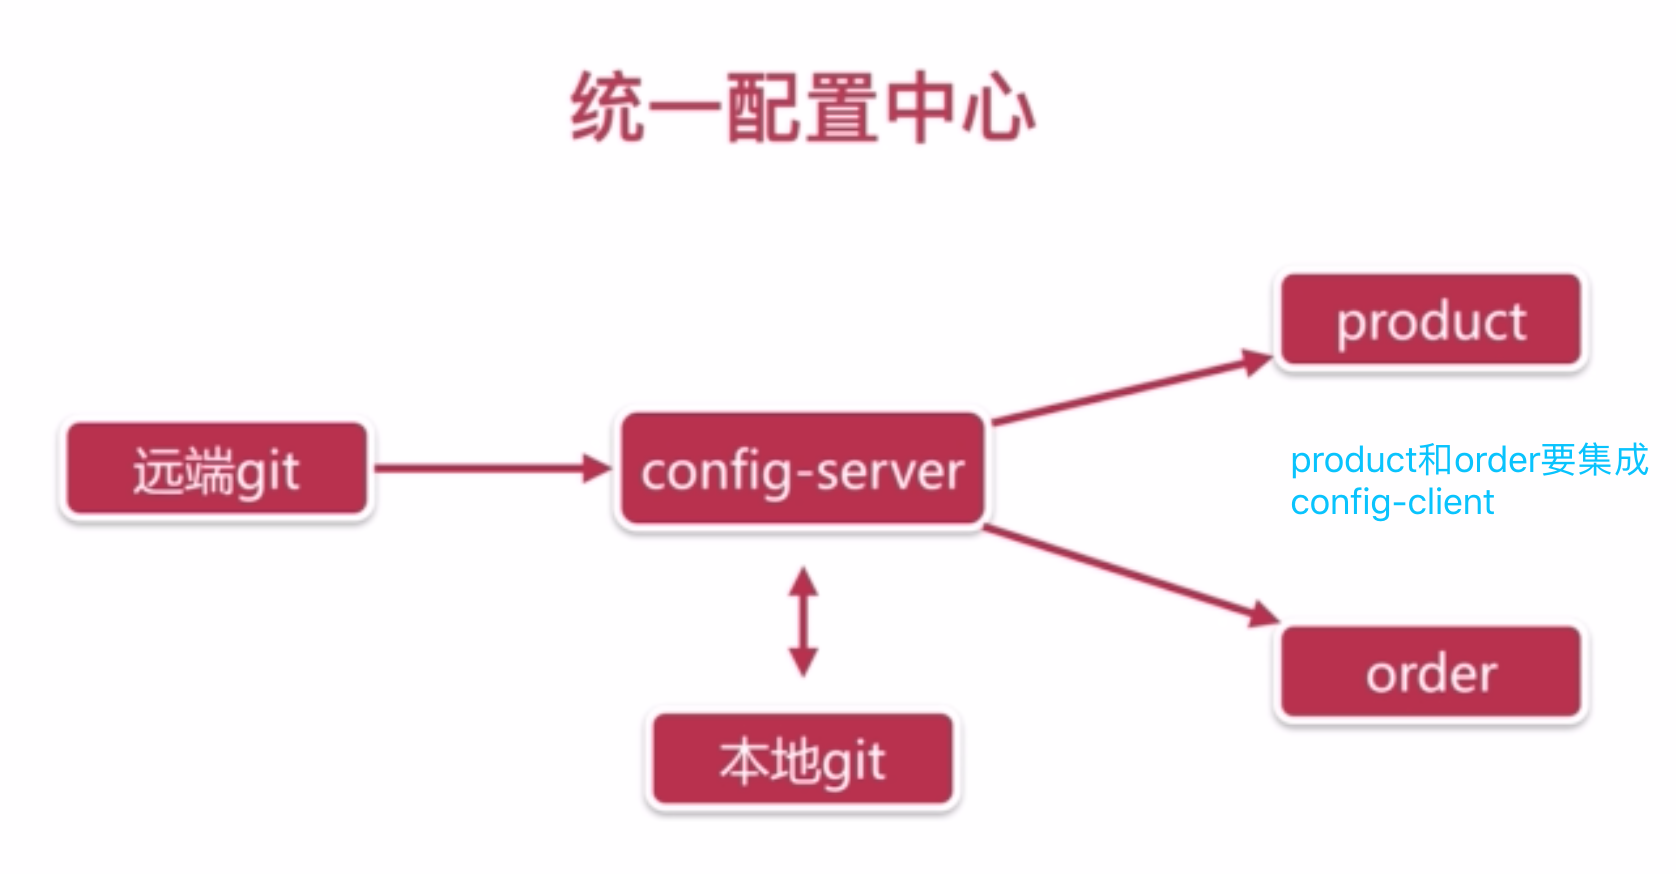 统一配置中心
product
远端git
config-server
product和order要集成
config-client
order
本地git